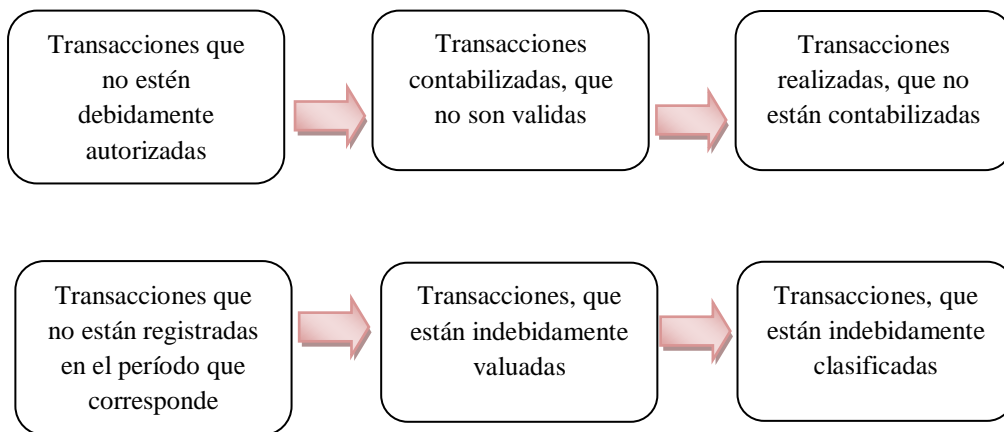 Transacciones que
no estén
debidamente
autorizadas
Transacciones
contabilizadas, que
no son validas
Transacciones
realizadas, que no
están contabilizadas
Transacciones que
no están registradas
en el período que
corresponde
Transacciones, que
están indebidamente
valuadas
Transacciones, que
están indebidamente
clasificadas